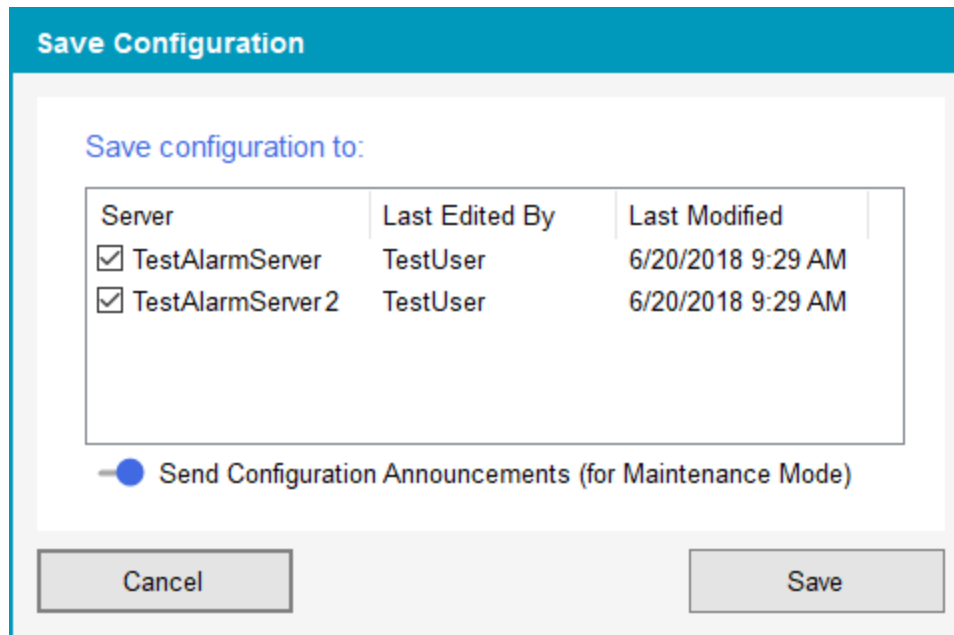 Save Configuration
Save configuration to:
Server Last Edited By Last Modified
TestAlarmServer TestUser 6/20/2018 9:29 AM
TestAlarmServer2 TestUser 6/20/2018 9:29 AM
Send Configuration Announcements (for Maintenance Mode)
Cancel Save